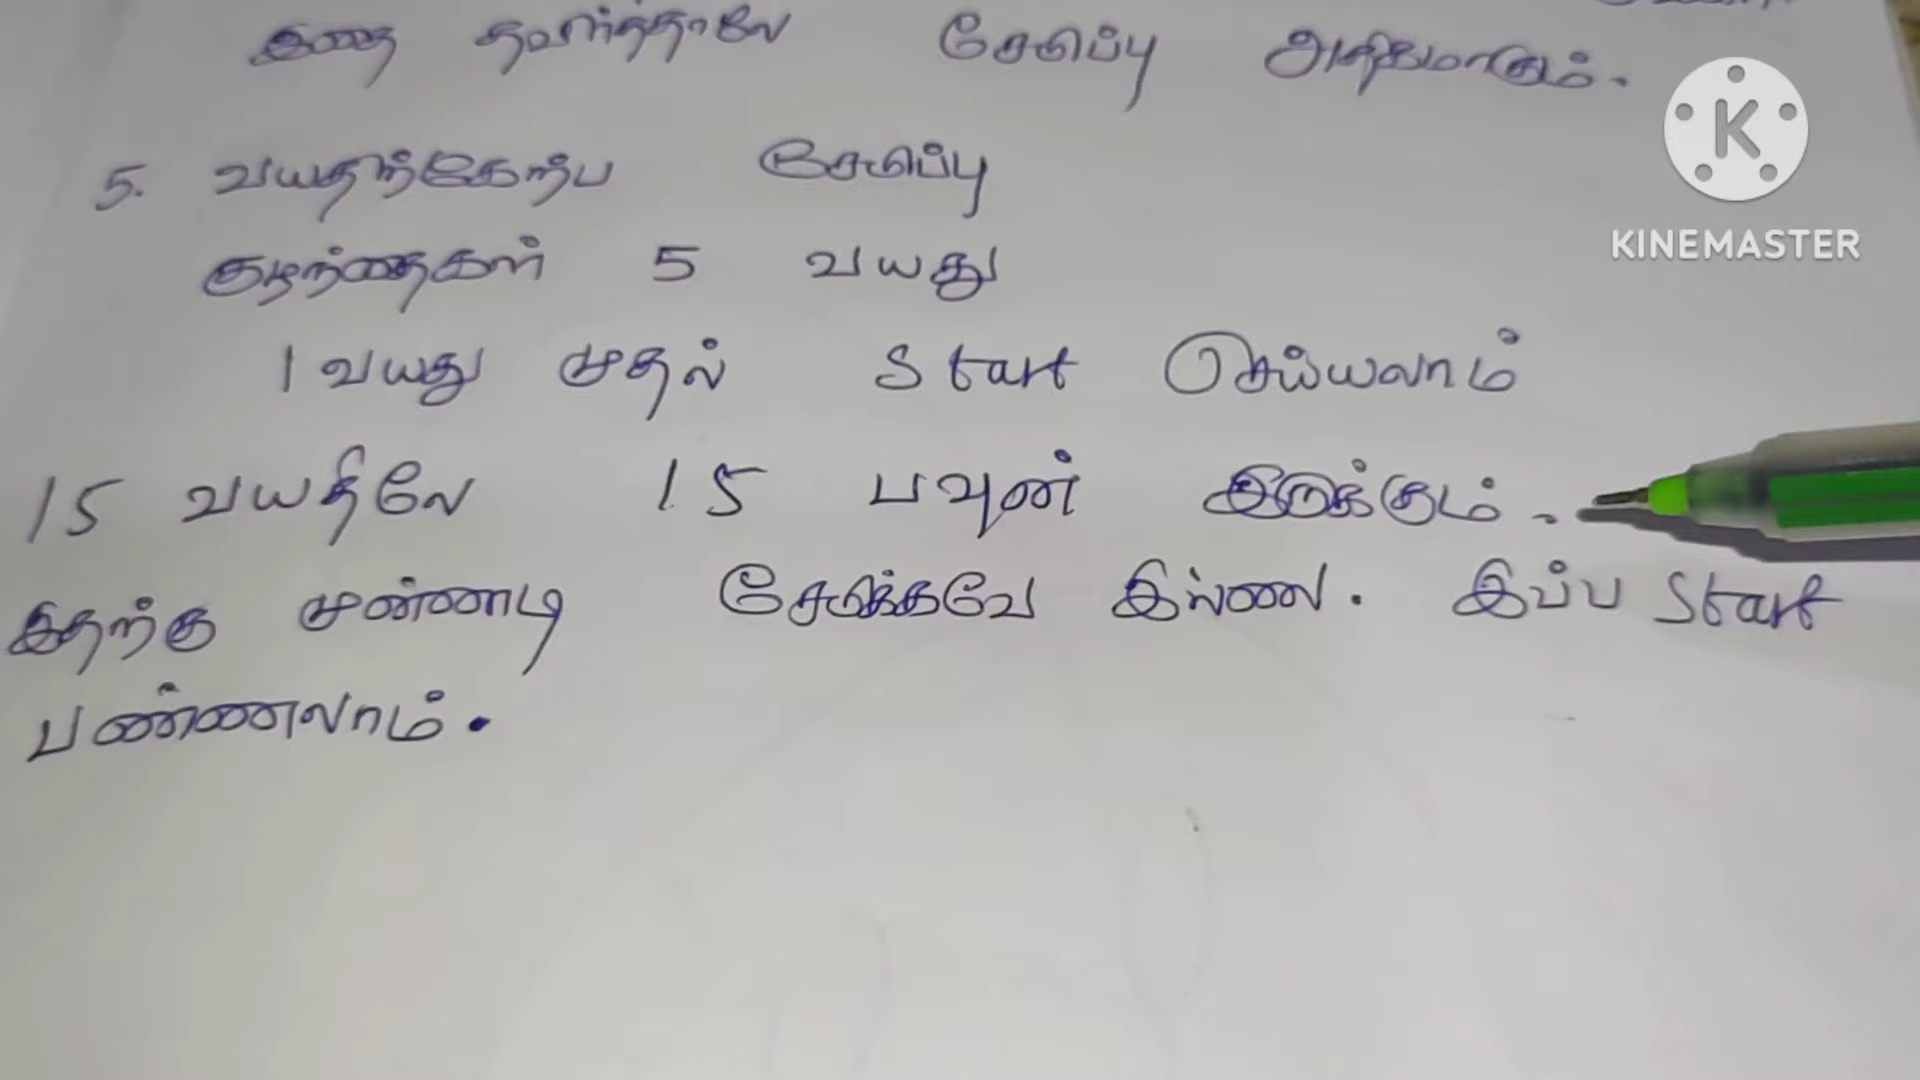 இதை தவிர்த்தாலே சேமிப்பு அதிகமாகும்.
5. வயதிற்கேற்ப சேமிப்பு
குழந்தைகள் 5 வயது
1 வயது முதல் Start செய்யலாம்
15 வயதிலே 15 பவுன் இருக்கும்.
இதற்கு முன்னாடி சேமிக்கவே இல்ல. இப்ப Start
பண்ணலாம்.
K
KINEMASTER